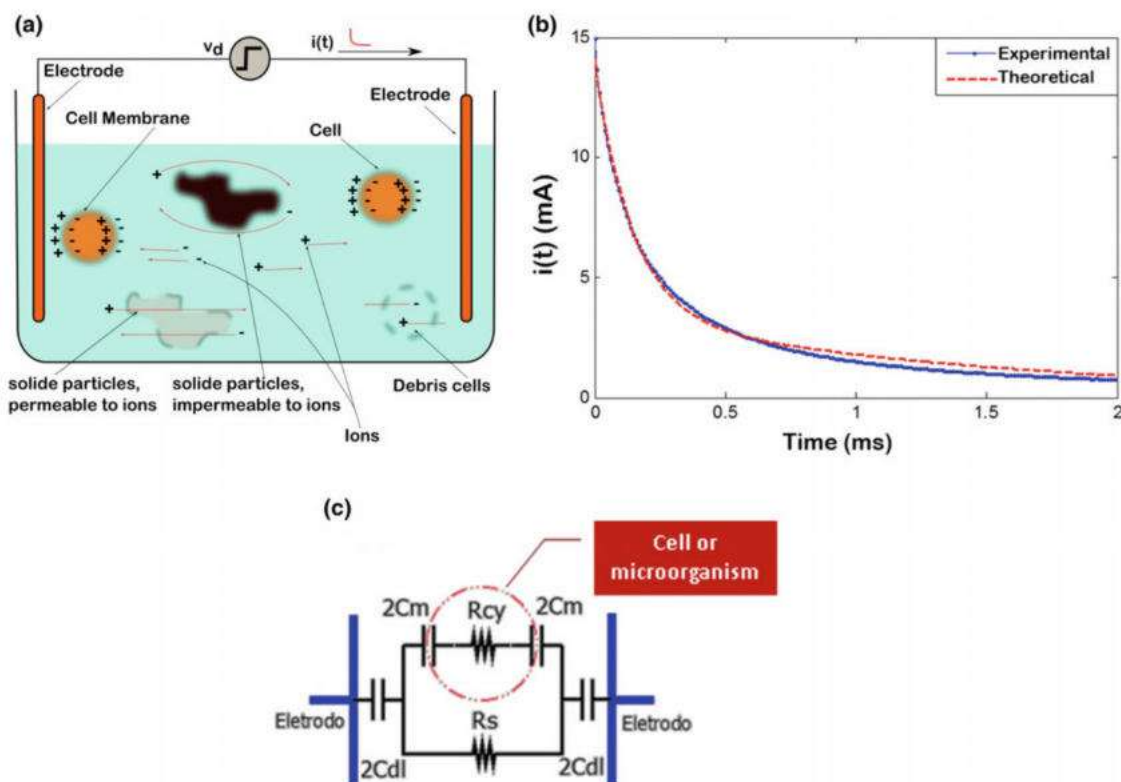 (a)
vd
i(t)
Electrode
Cell Membrane
Electrode
Cell
solide particles,
permeable to ions
solide particles,
impermeable to ions
Debris cells
Ions
(b)
Experimental
Theoretical
15
10
5
0
i(t) (mA)
0
0.5
1
1.5
2
Time (ms)
(c)
Cell or
microorganism
2Cm
Rcy
2Cm
Eletrodo
Rs
Eletrodo
2Cdl
2Cdl